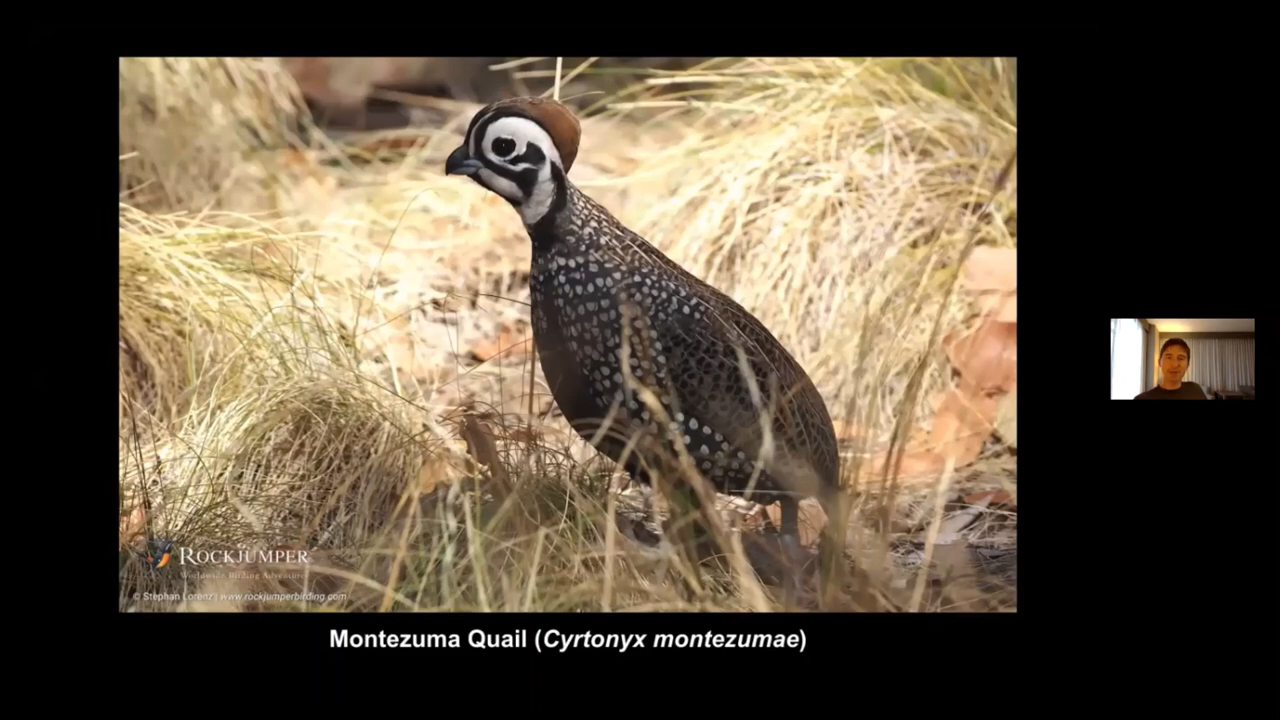 ROCKJUMPER
Worldwide Birding Adventures
© Stephan Lorenz | www.rockjumperbirding.com
Montezuma Quail (Cyrtonyx montezumae)